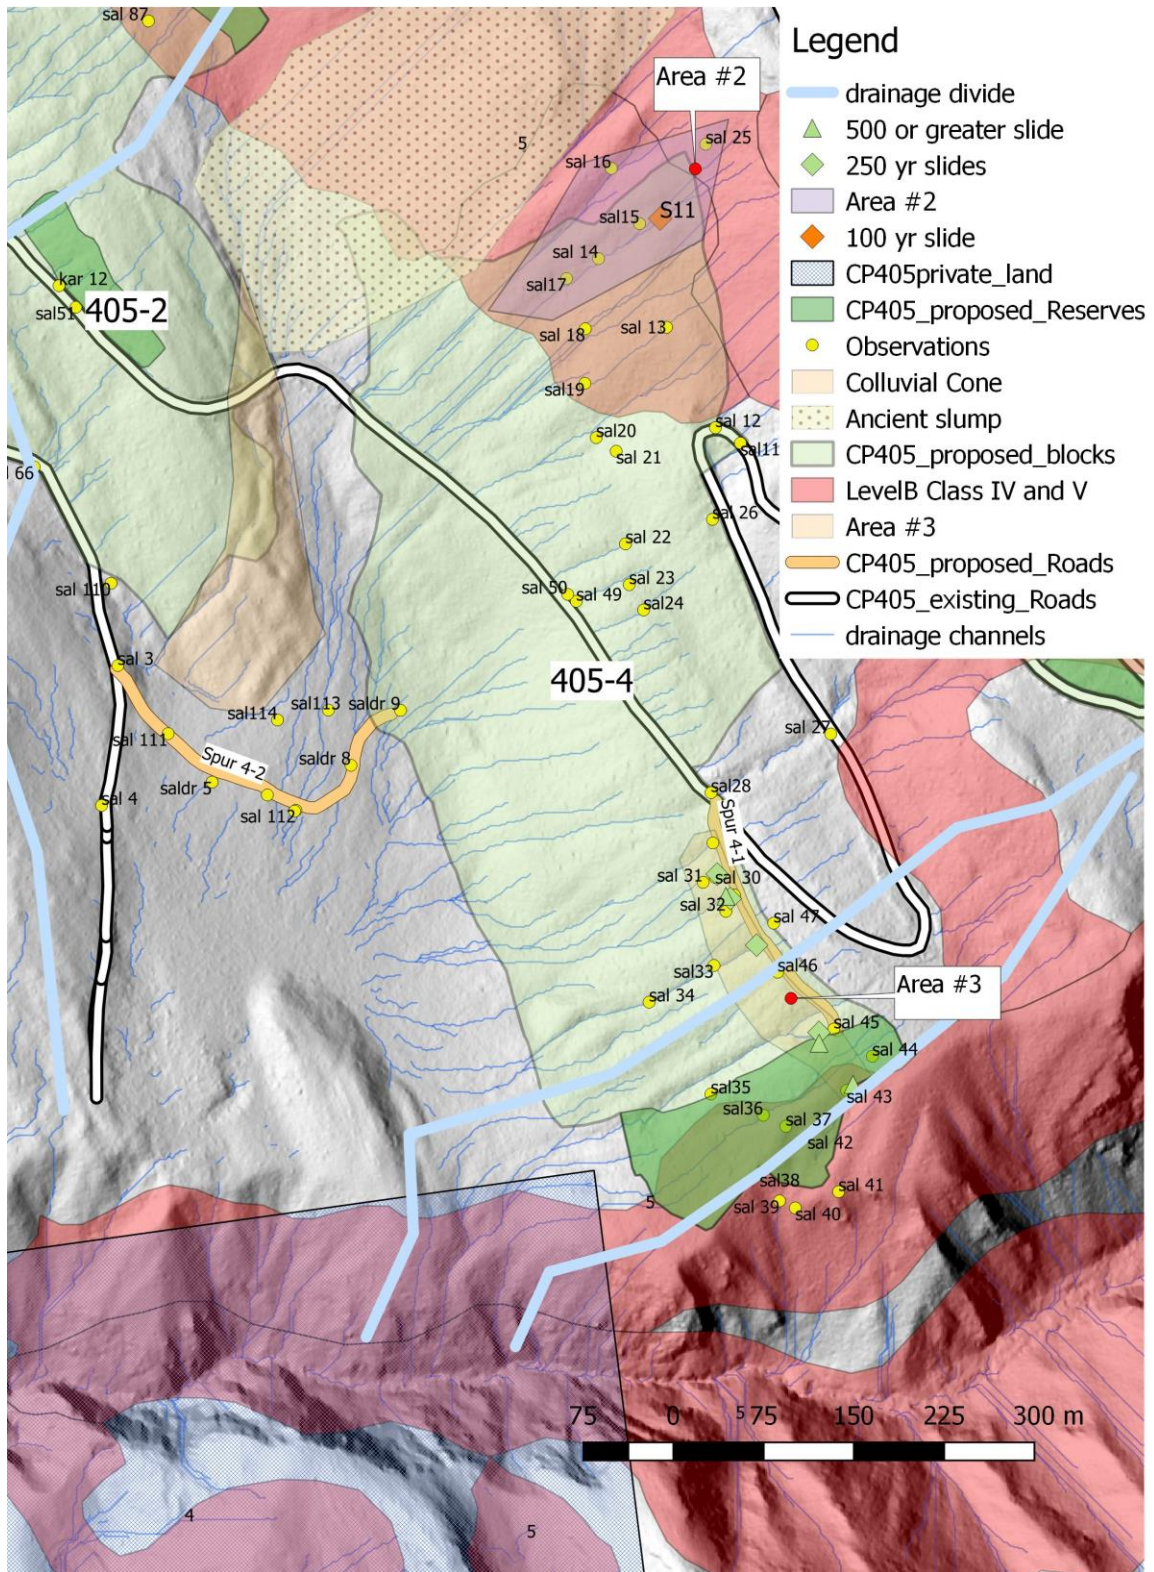 sal 87
Legend
Area #2
drainage divide
500 or greater slide
5
sal 25
sal 16
250 yr slides
Area #2
sal15
S11
100 yr slide
sal 14
CP405private_land
kar 12
sal17
sal51
405-2
CP405_proposed_Reserves
sal 18
sal 13
Observations
sal19
Colluvial Cone
Ancient slump
sal 12
sal20
sal11
sal 21
CP405_proposed_blocks
66
LevelB Class IV and V
sal 26
Area #3
sal 22
CP405_proposed_Roads
sal 110
sal 50
sal 49
sal 23
sal24
CP405_existing_Roads
drainage channels
sal 3
405-4
sal114
sal113
saldr 9
sal 111
sal 27
Spur 4-2
saldr 8
saldr 5
sal 4
sal 112
sal28
Spur 4-1
sal 31
sal 30
sal 32
sal 47
sal33
sal46
Area #3
sal 34
sal 45
sal 44
sal35
sal 43
sal36
sal 37
sal 42
sal38
sal 41
5
sal 39
sal 40
75
0
5
75
150
225
300 m
4
5